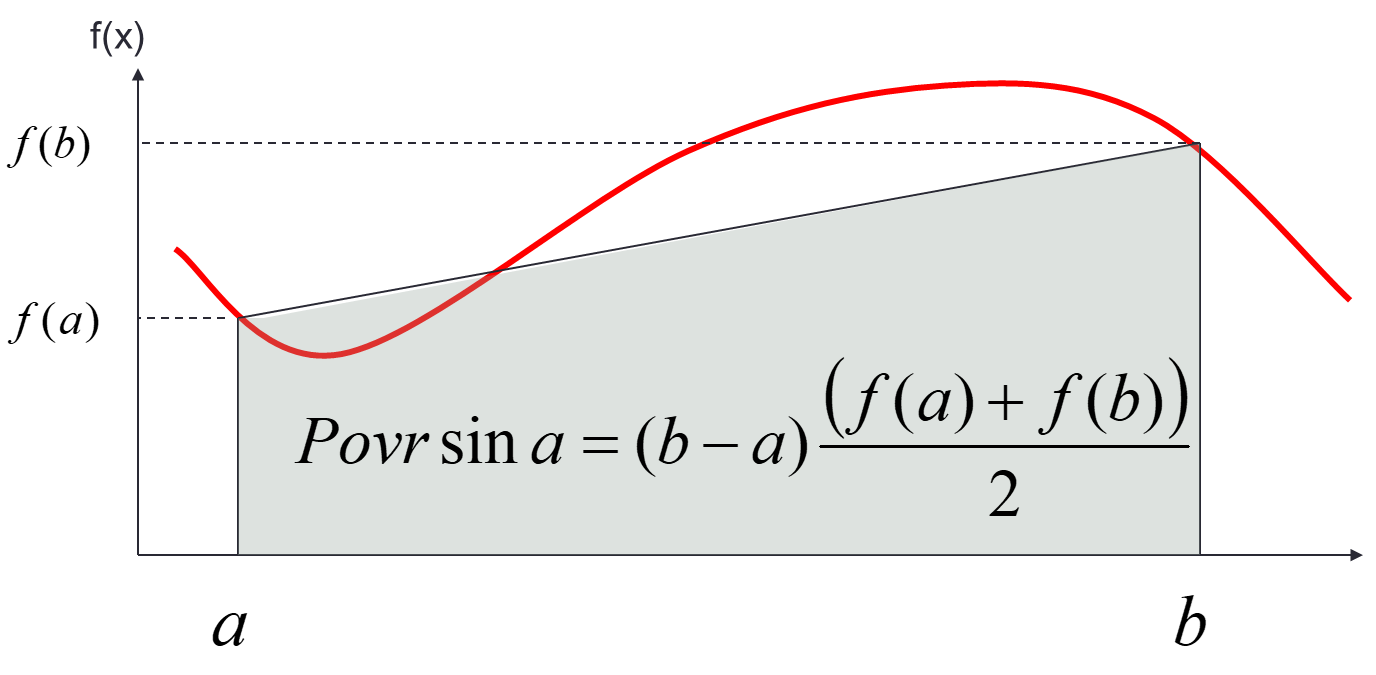 f(x)
f(b)
f(a)
Povr sin a = (b − a) (f(a) + f(b)) / 2
a
b